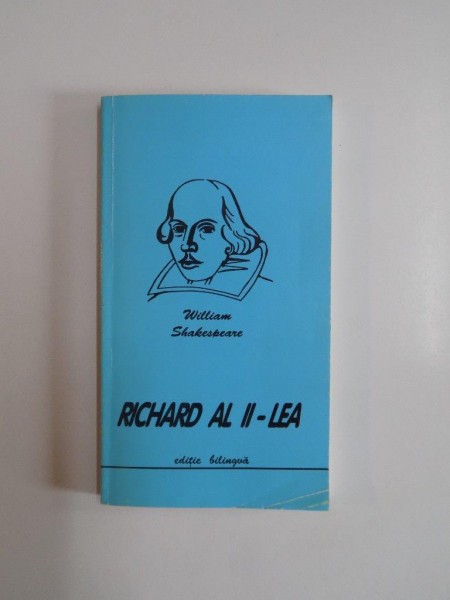 William
Shakespeare
RICHARD AL II - LEA
ediție bilingvă